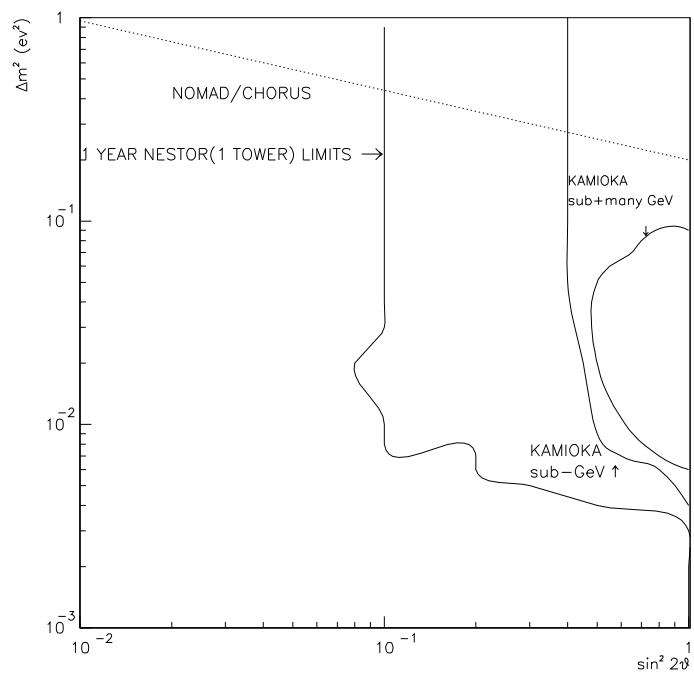 Δm² (ev²)
1
NOMAD/CHORUS
1 YEAR NESTOR(1 TOWER) LIMITS →
KAMIOKA
sub+many GeV
↓
10⁻¹
10⁻²
KAMIOKA
sub−GeV ↑
10⁻³
10⁻² 10⁻¹ 1
sin² 2ϑ